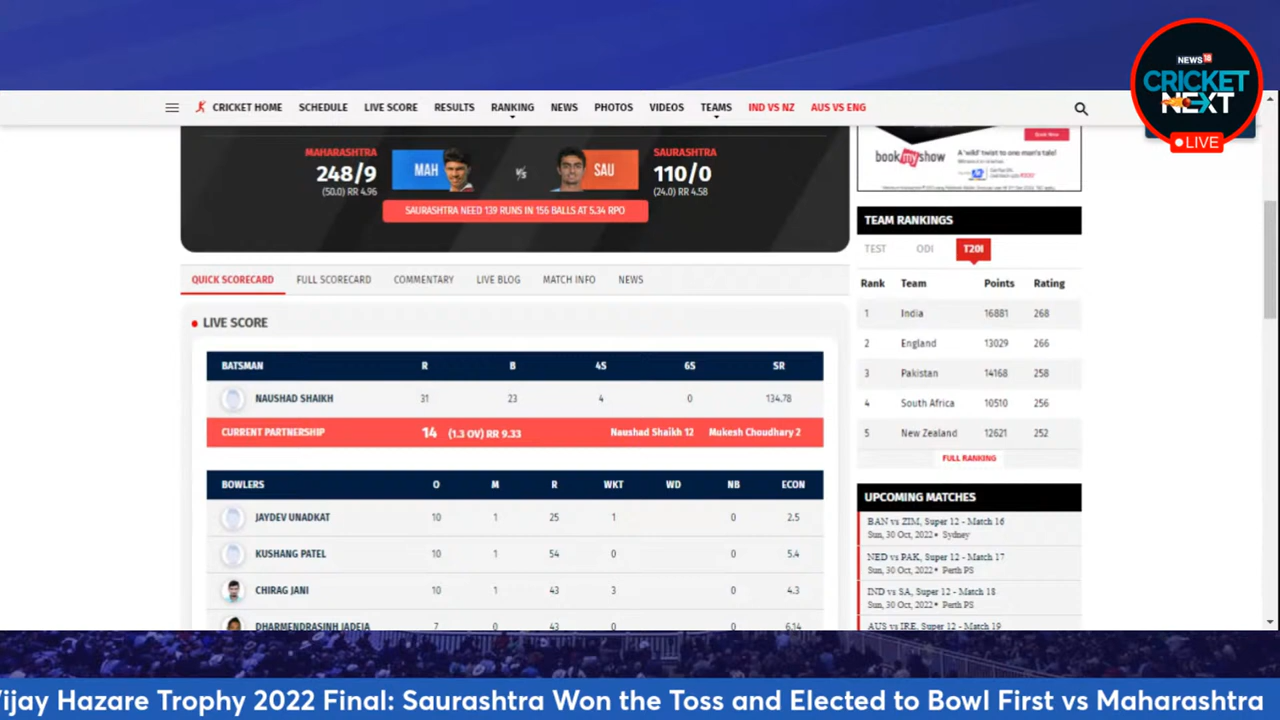 NEWS18
CRICKET
NEXT
LIVE
CRICKET HOME SCHEDULE LIVE SCORE RESULTS RANKING NEWS PHOTOS VIDEOS TEAMS IND VS NZ AUS VS ENG
MAHARASHTRA
248/9
(50.0) RR 4.96
MAH
VS
SAU
SAURASHTRA
110/0
(24.0) RR 4.58
SAURASHTRA NEED 139 RUNS IN 156 BALLS AT 5.34 RPO
Book Now
bookmyshow
A 'wild' twist to one man's tale!
QUICK SCORECARD FULL SCORECARD COMMENTARY LIVE BLOG MATCH INFO NEWS
LIVE SCORE
BATSMAN R B 4S 6S SR
NAUSHAD SHAIKH 31 23 4 0 134.78
CURRENT PARTNERSHIP 14 (1.3 OV) RR 9.33 Naushad Shaikh 12 Mukesh Choudhary 2
BOWLERS O M R WKT WD NB ECON
JAYDEV UNADKAT 10 1 25 1 0 2.5
KUSHANG PATEL 10 1 54 0 0 5.4
CHIRAG JANI 10 1 43 3 0 4.3
DHARMENDRASINH JADEJA 7 0 43 0 0 6.14
TEAM RANKINGS
TEST ODI T20I
Rank Team Points Rating
1 India 16881 268
2 England 13029 266
3 Pakistan 14168 258
4 South Africa 10510 256
5 New Zealand 12621 252
FULL RANKING
UPCOMING MATCHES
BAN vs ZIM, Super 12 - Match 16
Sun, 30 Oct, 2022• Sydney
NED vs PAK, Super 12 - Match 17
Sun, 30 Oct, 2022• Perth PS
IND vs SA, Super 12 - Match 18
Sun, 30 Oct, 2022• Perth PS
AUS vs IRE, Super 12 - Match 19
Vijay Hazare Trophy 2022 Final: Saurashtra Won the Toss and Elected to Bowl First vs Maharashtra